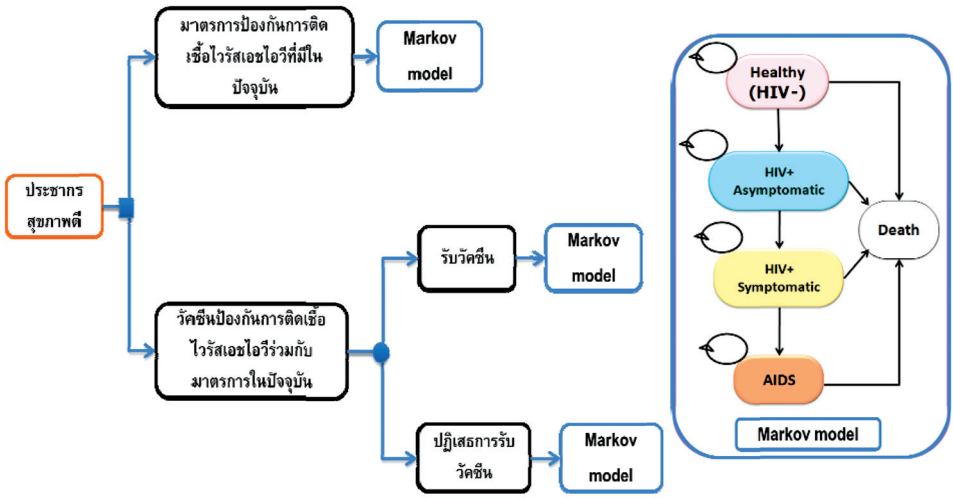 มาตรการป้องกันการติด
เชื้อไวรัสเอชไอวีที่มีใน
ปัจจุบัน
Markov
model
ประชากร
สุขภาพดี
รับวัคซีน
Markov
model
วัคซีนป้องกันการติดเชื้อ
ไวรัสเอชไอวีร่วมกับ
มาตรการในปัจจุบัน
ปฏิเสธการรับ
วัคซีน
Markov
model
Healthy
(HIV-)
HIV+
Asymptomatic
Death
HIV+
Symptomatic
AIDS
Markov model